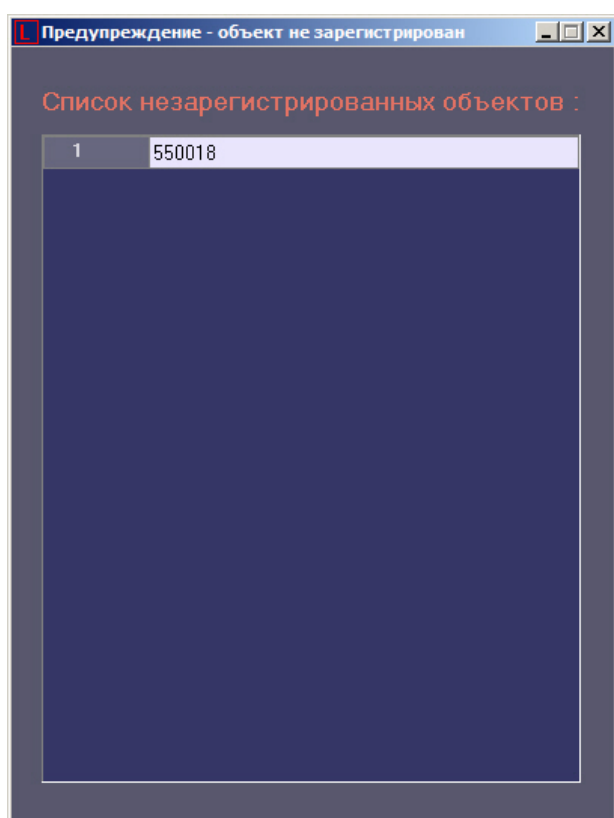 L Предупреждение - объект не зарегистрирован
Список незарегистрированных объектов :
1 550018